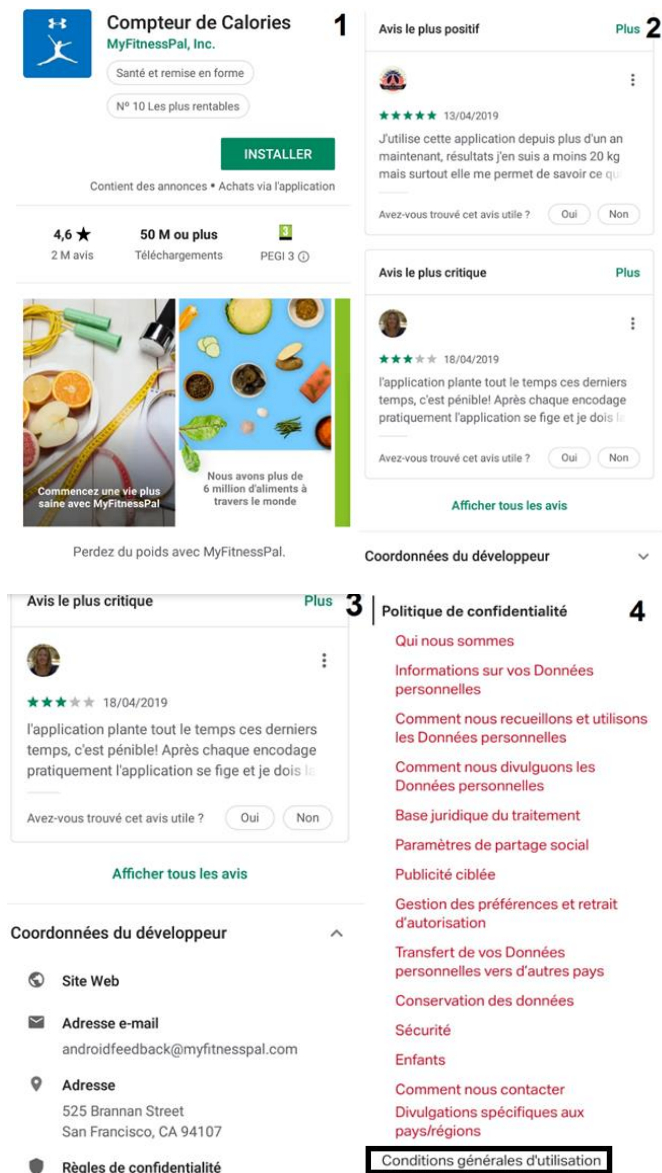 Compteur de Calories
1
MyFitnessPal, Inc.
Santé et remise en forme
N° 10 Les plus rentables
INSTALLER
Contient des annonces • Achats via l'application
4,6 ★
50 M ou plus
3
2 M avis
Téléchargements
PEGI 3
Commencez une vie plus
saine avec MyFitnessPal
Nous avons plus de
6 million d'aliments à
travers le monde
Perdez du poids avec MyFitnessPal.
Avis le plus positif
Plus
2
★★★★★ 13/04/2019
J'utilise cette application depuis plus d'un an
maintenant, résultats j'en suis a moins 20 kg
mais surtout elle me permet de savoir ce
Avez-vous trouvé cet avis utile ?
Oui
Non
Avis le plus critique
Plus
★★★★★ 18/04/2019
l'application plante tout le temps ces derniers
temps, c'est pénible! Après chaque encodage
pratiquement l'application se fige et je dois
Avez-vous trouvé cet avis utile ?
Oui
Non
Afficher tous les avis
Coordonnées du développeur
Avis le plus critique
Plus
3
★★★★★ 18/04/2019
l'application plante tout le temps ces derniers
temps, c'est pénible! Après chaque encodage
pratiquement l'application se fige et je dois
Avez-vous trouvé cet avis utile ?
Oui
Non
Afficher tous les avis
Coordonnées du développeur
Site Web
Adresse e-mail
androidfeedback@myfitnesspal.com
Adresse
525 Brannan Street
San Francisco, CA 94107
Règles de confidentialité
Politique de confidentialité
4
Qui nous sommes
Informations sur vos Données
personnelles
Comment nous recueillons et utilisons
les Données personnelles
Comment nous divulguons les
Données personnelles
Base juridique du traitement
Paramètres de partage social
Publicité ciblée
Gestion des préférences et retrait
d'autorisation
Transfert de vos Données
personnelles vers d'autres pays
Conservation des données
Sécurité
Enfants
Comment nous contacter
Divulgations spécifiques aux
pays/régions
Conditions générales d'utilisation